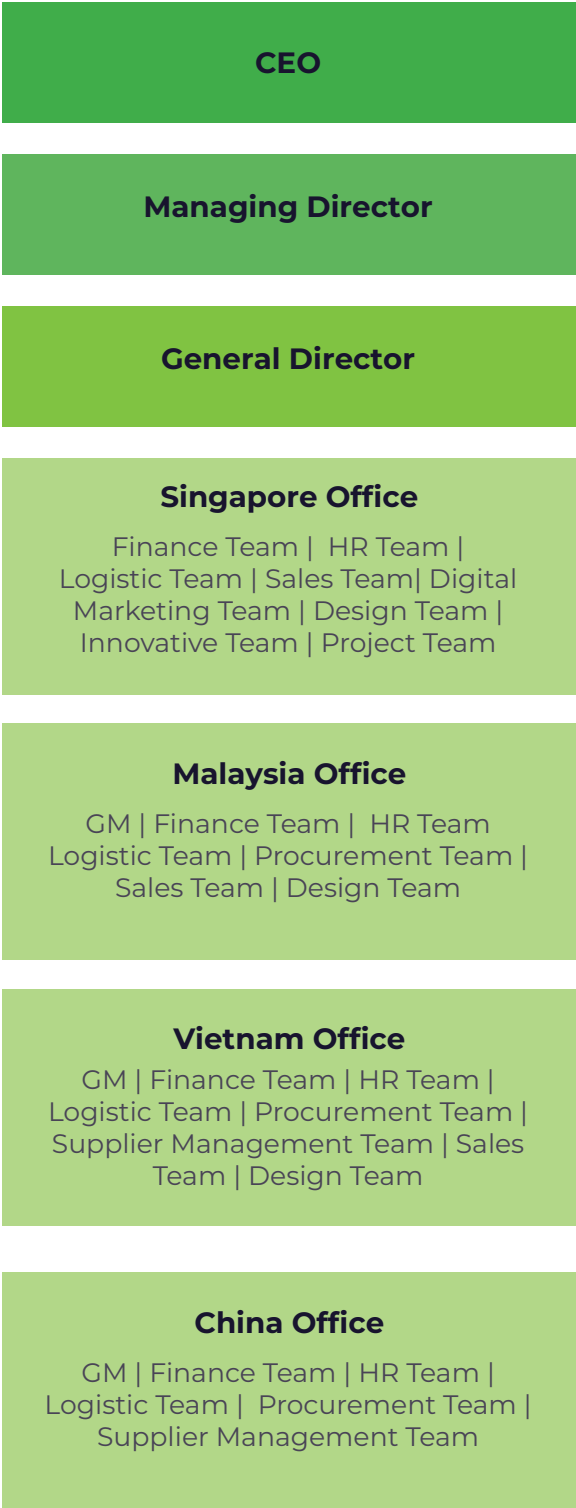 CEO
Managing Director
General Director
Singapore Office
Finance Team |  HR Team |
Logistic Team | Sales Team| Digital
Marketing Team | Design Team |
Innovative Team | Project Team
Malaysia Office
GM | Finance Team |  HR Team
Logistic Team | Procurement Team |
Sales Team | Design Team
Vietnam Office
GM | Finance Team | HR Team |
Logistic Team | Procurement Team |
Supplier Management Team | Sales
Team | Design Team
China Office
GM | Finance Team | HR Team |
Logistic Team |  Procurement Team |
Supplier Management Team